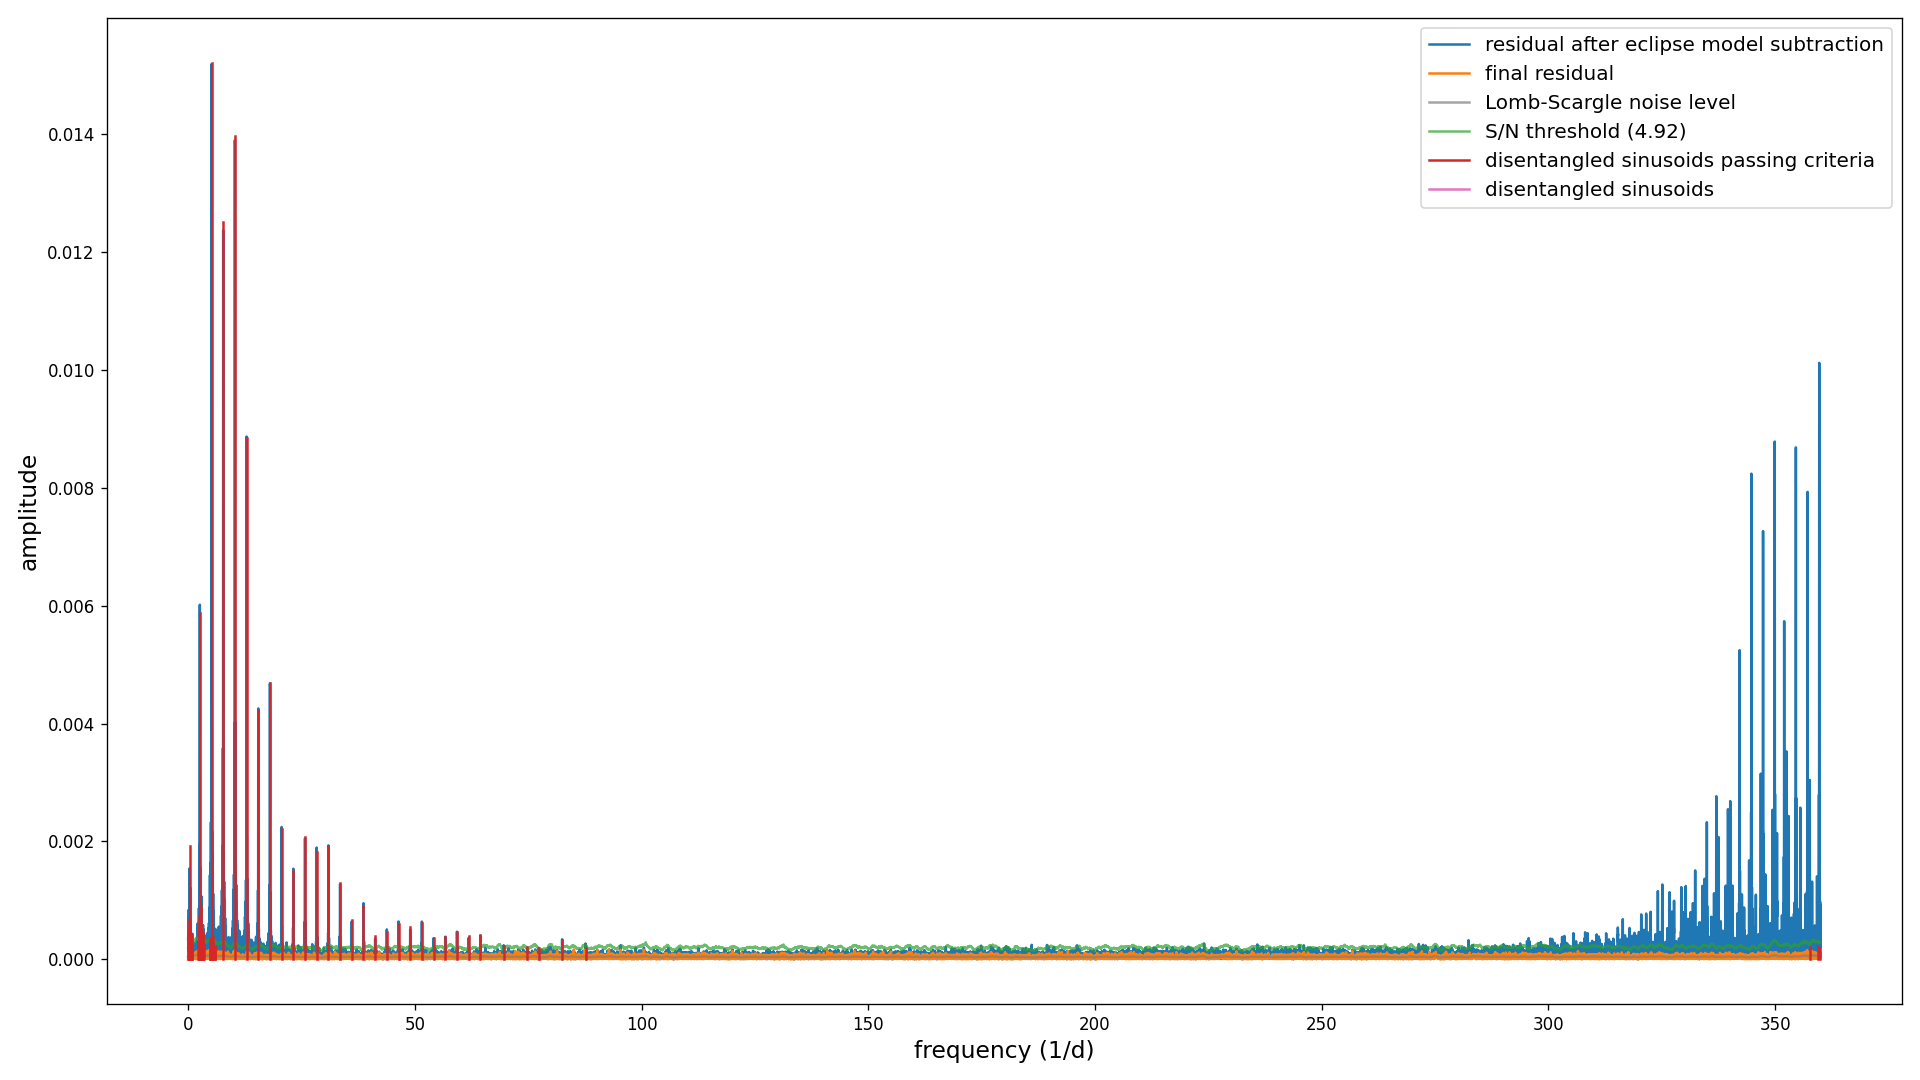 residual after eclipse model subtraction
final residual
Lomb-Scargle noise level
S/N threshold (4.92)
disentangled sinusoids passing criteria
disentangled sinusoids
amplitude
0.014
0.012
0.010
0.008
0.006
0.004
0.002
0.000
0 50 100 150 200 250 300 350
frequency (1/d)